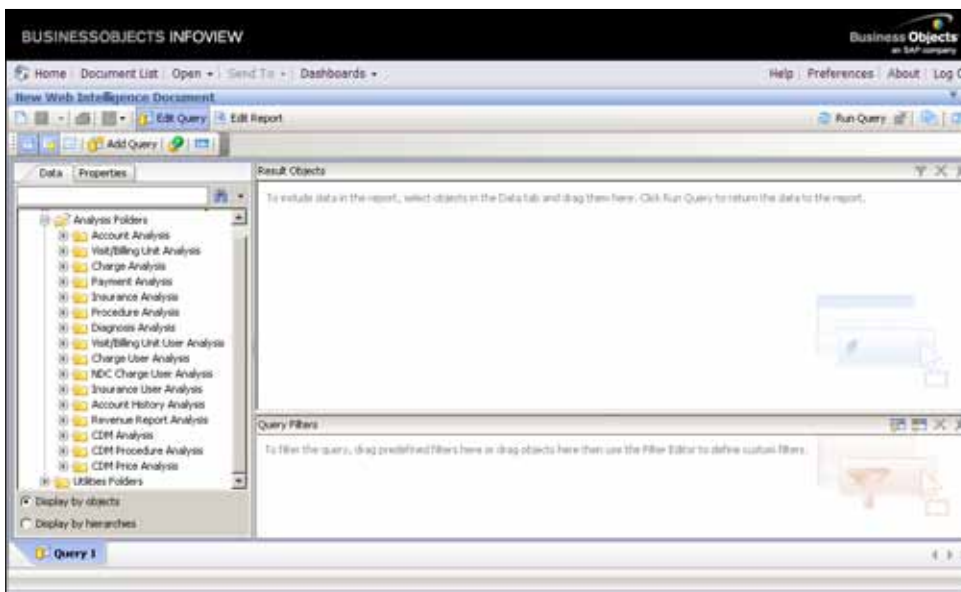 BUSINESSOBJECTS INFOVIEW
Business Objects
an SAP company
Home Document List Open Send To Dashboards Help Preferences About Log
New Web Intelligence Document
Edit Query Edit Report Run Query
Add Query
Data Properties
Result Objects
To include data in the report, select objects in the Data tab and drag them here. Click Run Query to return the data to the report.
Analysis Folders
Account Analysis
Visit/Billing Unit Analysis
Charge Analysis
Payment Analysis
Insurance Analysis
Procedure Analysis
Diagnosis Analysis
Visit/Billing Unit User Analysis
Charge User Analysis
NDC Charge User Analysis
Insurance User Analysis
Account History Analysis
Revenue Report Analysis
CDM Analysis
CDM Procedure Analysis
CDM Price Analysis
Utilities Folders
Query Filters
To filter the query, drag predefined filters here or drag objects here then use the Filter Editor to define custom filters.
Display by objects
Display by hierarchies
Query 1